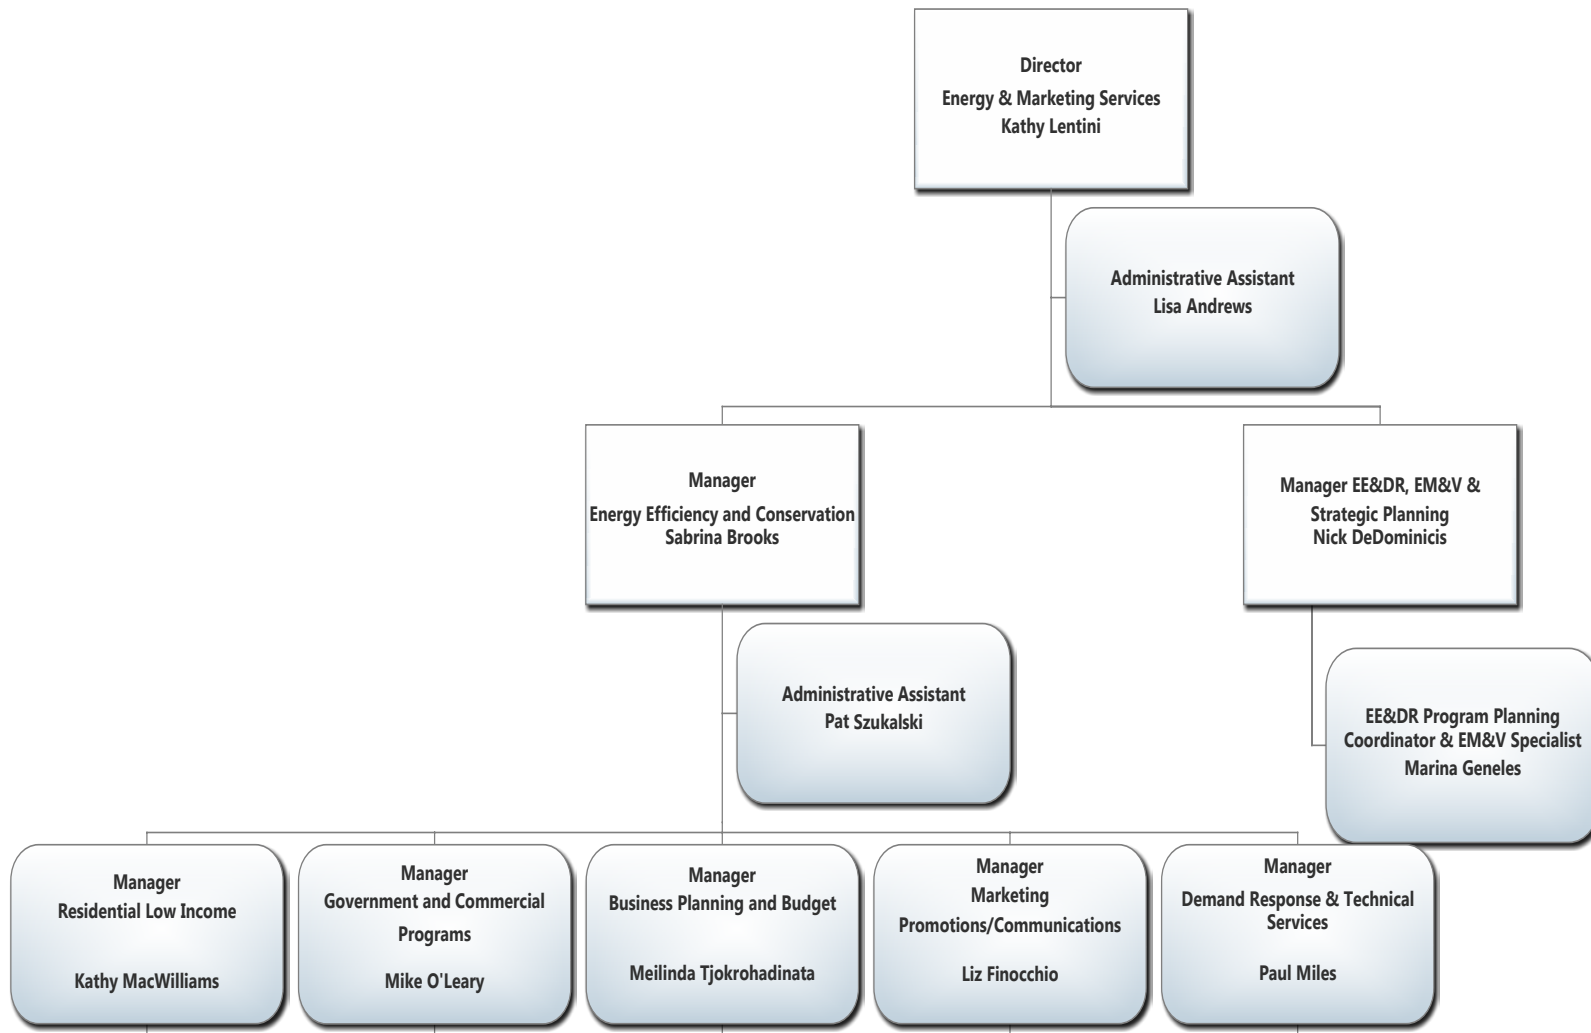 Director
Energy & Marketing Services
Kathy Lentini
Administrative Assistant
Lisa Andrews
Manager
Energy Efficiency and Conservation
Sabrina Brooks
Manager EE&DR, EM&V &
Strategic Planning
Nick DeDominicis
Administrative Assistant
Pat Szukalski
EE&DR Program Planning
Coordinator & EM&V Specialist
Marina Geneles
Manager
Residential Low Income
Kathy MacWilliams
Manager
Government and Commercial
Programs
Mike O'Leary
Manager
Business Planning and Budget
Meilinda Tjokrohadinata
Manager
Marketing
Promotions/Communications
Liz Finocchio
Manager
Demand Response & Technical
Services
Paul Miles